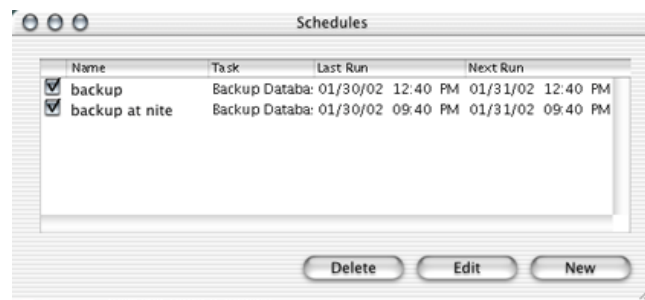 Schedules
Name Task Last Run Next Run
backup Backup Databa: 01/30/02 12:40 PM 01/31/02 12:40 PM
backup at nite Backup Databa: 01/30/02 09:40 PM 01/31/02 09:40 PM
Delete Edit New